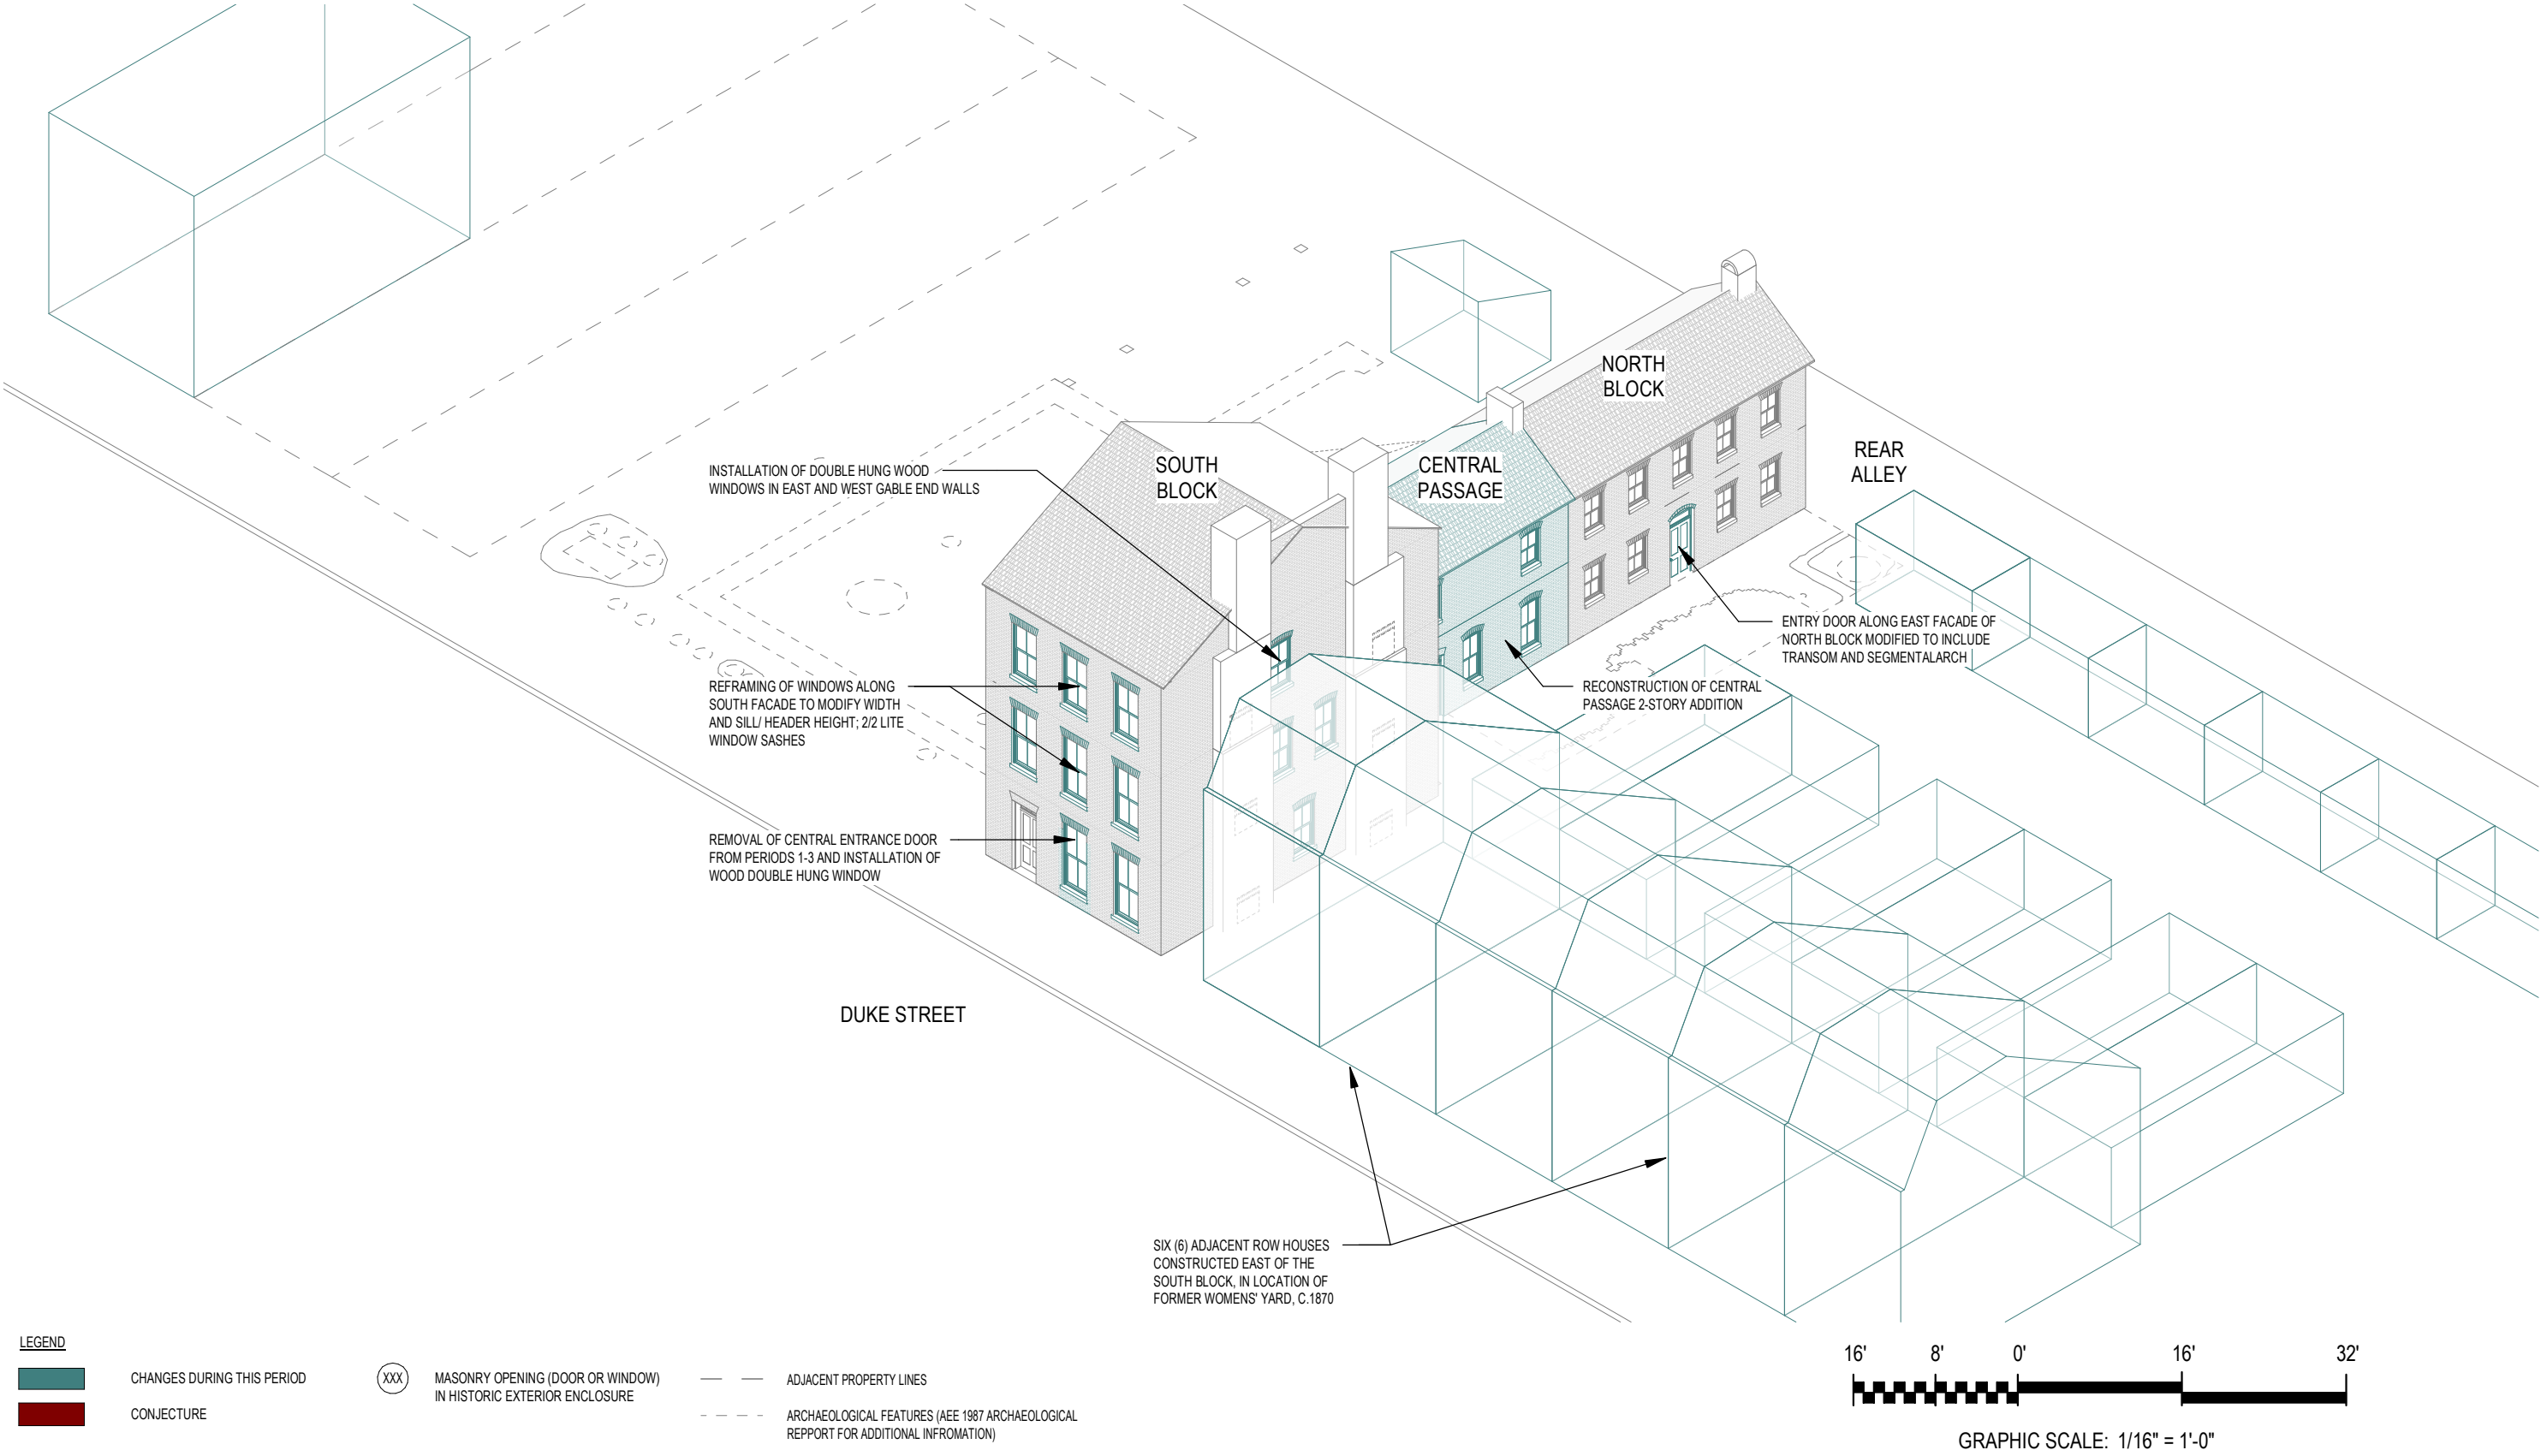 NORTH
BLOCK
SOUTH
BLOCK
CENTRAL
PASSAGE
REAR
ALLEY
INSTALLATION OF DOUBLE HUNG WOOD
WINDOWS IN EAST AND WEST GABLE END WALLS
ENTRY DOOR ALONG EAST FACADE OF
NORTH BLOCK MODIFIED TO INCLUDE
TRANSOM AND SEGMENTALARCH
REFRAMING OF WINDOWS ALONG
SOUTH FACADE TO MODIFY WIDTH
AND SILL/ HEADER HEIGHT; 2/2 LITE
WINDOW SASHES
RECONSTRUCTION OF CENTRAL
PASSAGE 2-STORY ADDITION
REMOVAL OF CENTRAL ENTRANCE DOOR
FROM PERIODS 1-3 AND INSTALLATION OF
WOOD DOUBLE HUNG WINDOW
DUKE STREET
SIX (6) ADJACENT ROW HOUSES
CONSTRUCTED EAST OF THE
SOUTH BLOCK, IN LOCATION OF
FORMER WOMENS' YARD, C.1870
LEGEND
CHANGES DURING THIS PERIOD
CONJECTURE
XXX
MASONRY OPENING (DOOR OR WINDOW)
IN HISTORIC EXTERIOR ENCLOSURE
ADJACENT PROPERTY LINES
ARCHAEOLOGICAL FEATURES (AEE 1987 ARCHAEOLOGICAL
REPPORT FOR ADDITIONAL INFROMATION)
16' 8' 0' 16' 32'
GRAPHIC SCALE: 1/16" = 1'-0"